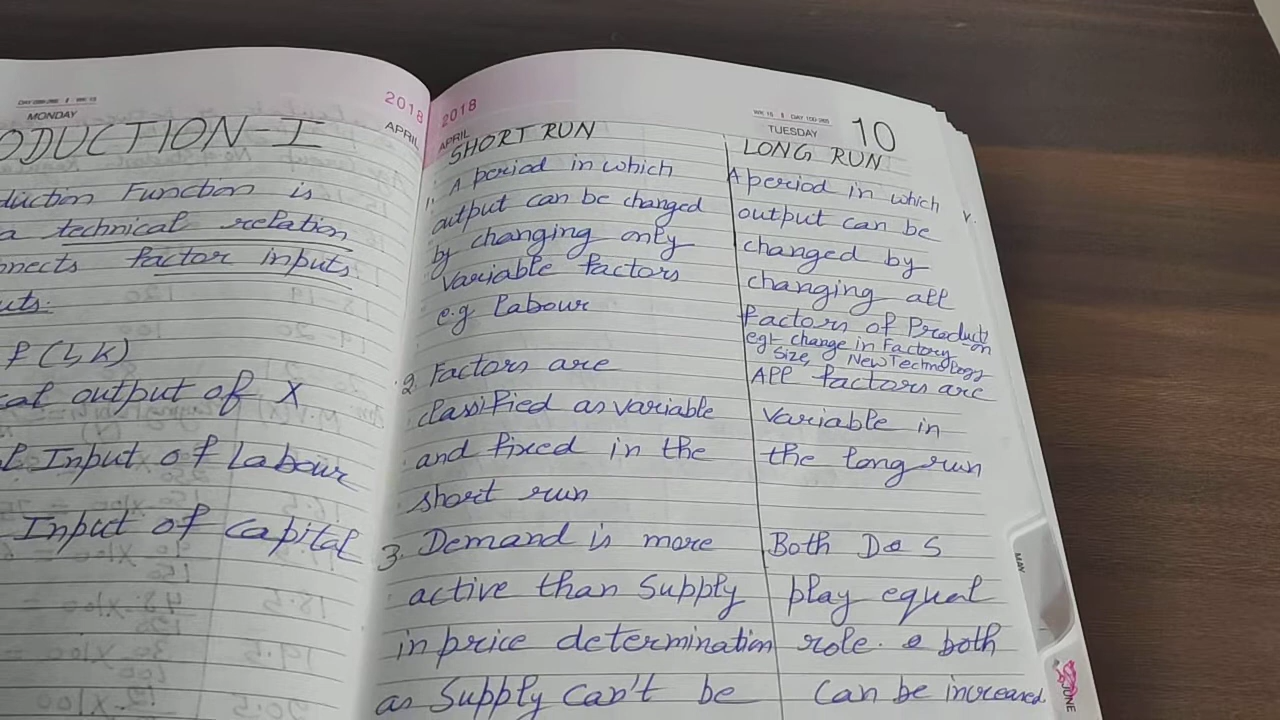 MONDAY
2018
APRIL
ODUCTION-I
duction Function is
a technical relation
nnects factor inputs
uts.
f (L, K)
cal output of X
l Input of Labour
Input of capital
2018
APRIL
TUESDAY 10
SHORT RUN
1. A period in which
output can be changed
by changing only
variable factors
e.g labour
2. Factors are
classified as variable
and fixed in the
short run
3. Demand is more
active than supply
in price determination
as supply can't be
LONG RUN
A period in which
output can be
changed by
changing all
factors of Production
eg:- change in Factory
Size, New Technology
All factors are
variable in
the long run
Both D & S
play equal
role. & both
can be increased
MAY
JUNE